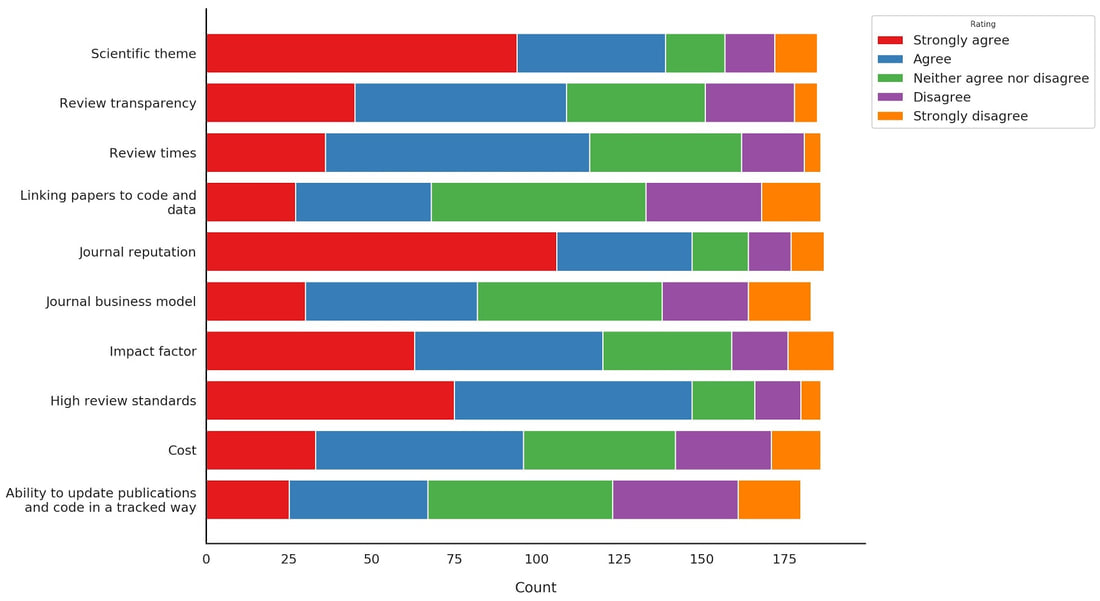 Scientific theme
Review transparency
Review times
Linking papers to code and
data
Journal reputation
Journal business model
Impact factor
High review standards
Cost
Ability to update publications
and code in a tracked way
0 25 50 75 100 125 150 175
Count
Rating
Strongly agree
Agree
Neither agree nor disagree
Disagree
Strongly disagree